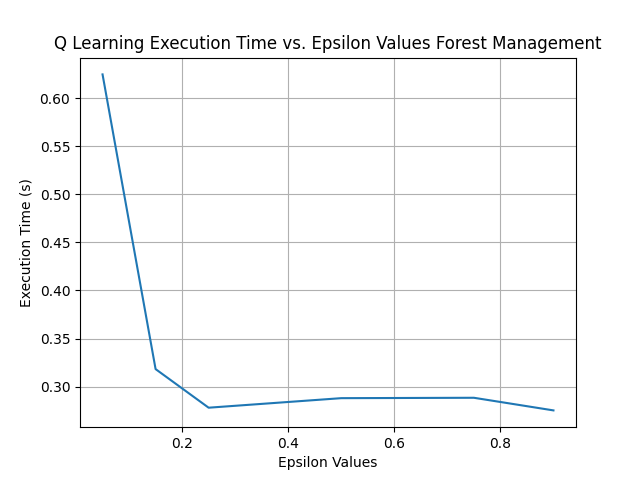 Q Learning Execution Time vs. Epsilon Values Forest Management
Execution Time (s)
0.60
0.55
0.50
0.45
0.40
0.35
0.30
0.2 0.4 0.6 0.8
Epsilon Values